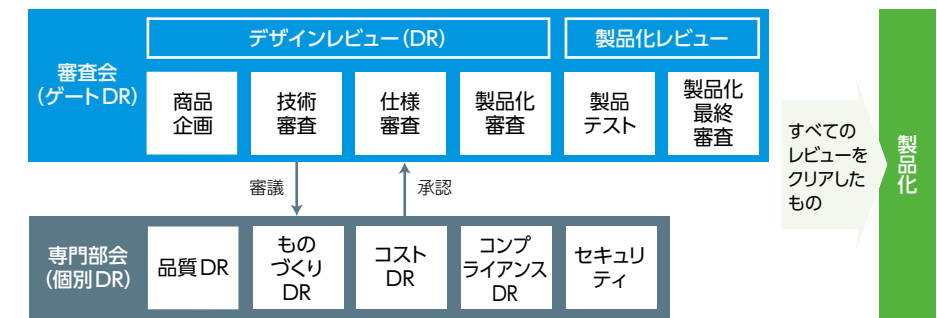 デザインレビュー(DR)
製品化レビュー
審査会
(ゲートDR)
商品
企画
技術
審査
仕様
審査
製品化
審査
製品
テスト
製品化
最終
審査
審議
承認
専門部会
(個別DR)
品質DR
もの
づくり
DR
コスト
DR
コンプ
ライアンス
DR
セキュリ
ティ
すべての
レビューを
クリアした
もの
製品化